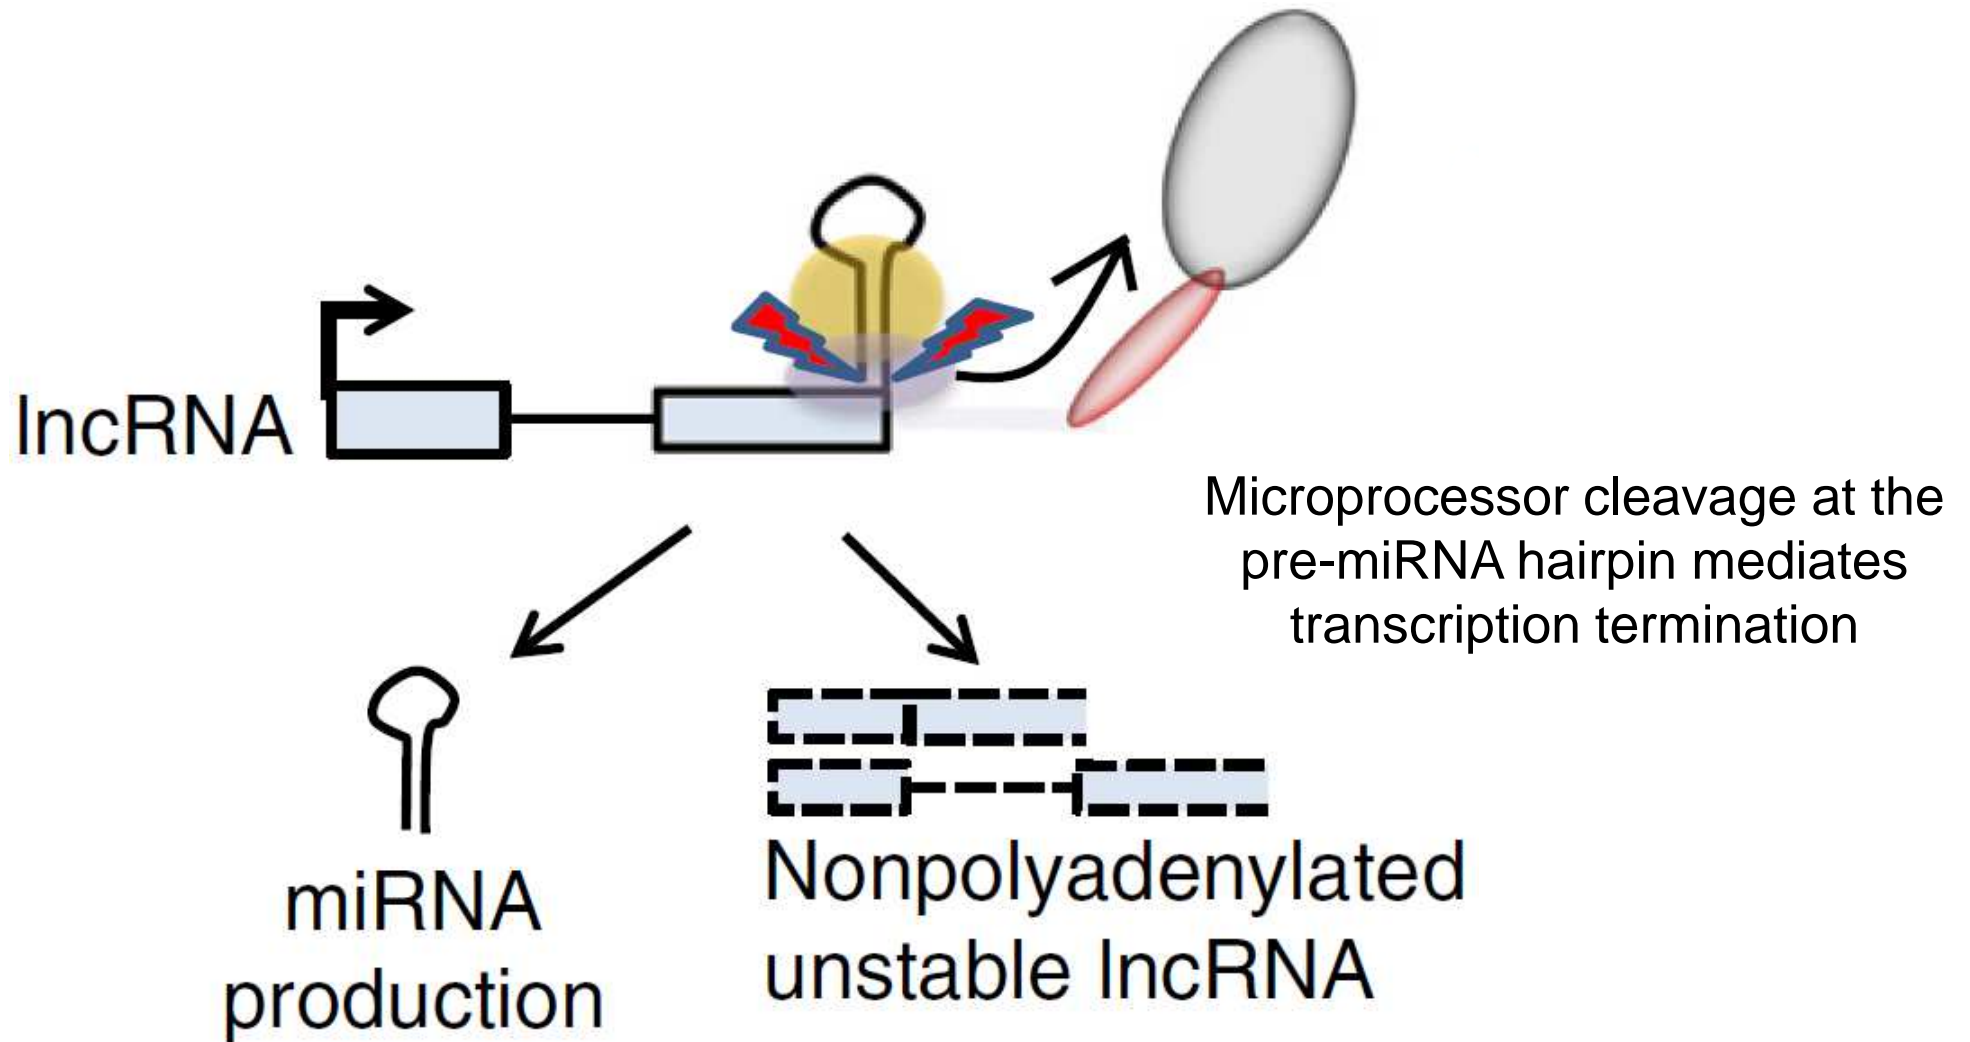 lncRNA
Microprocessor cleavage at the
pre-miRNA hairpin mediates
transcription termination
miRNA
production
Nonpolyadenylated
unstable lncRNA